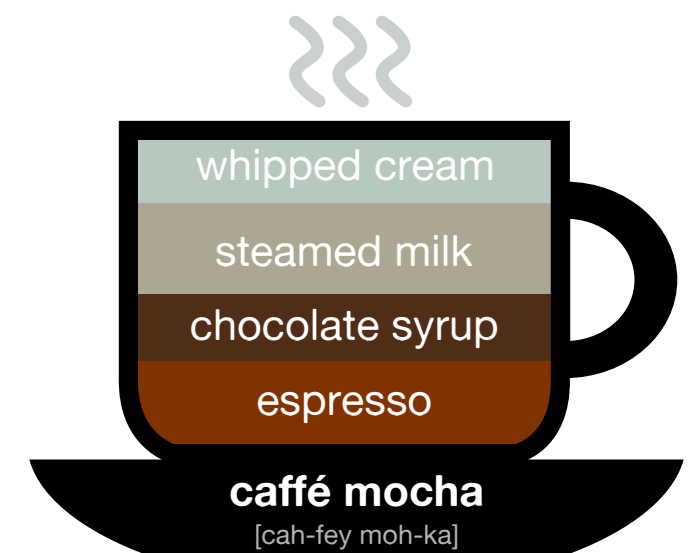 whipped cream
steamed milk
chocolate syrup
espresso
caffé mocha
[cah-fey moh-ka]